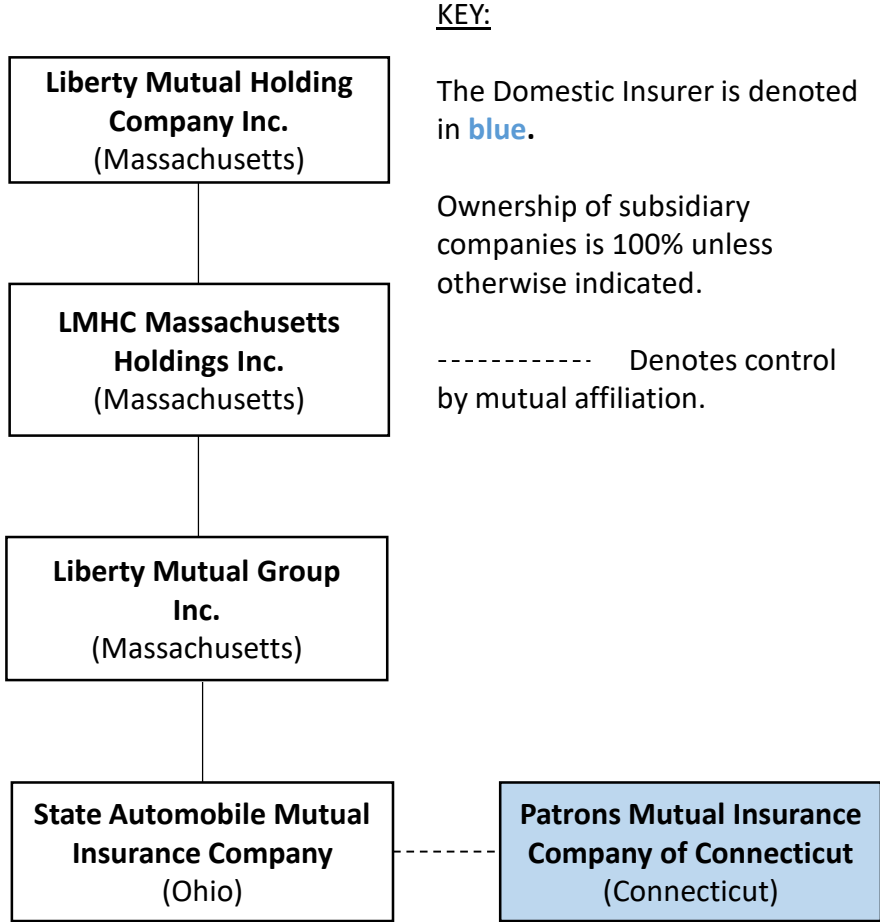 KEY:
Liberty Mutual Holding
Company Inc.
(Massachusetts)
The Domestic Insurer is denoted
in blue.
Ownership of subsidiary
companies is 100% unless
otherwise indicated.
LMHC Massachusetts
Holdings Inc.
(Massachusetts)
------------ Denotes control
by mutual affiliation.
Liberty Mutual Group
Inc.
(Massachusetts)
State Automobile Mutual
Insurance Company
(Ohio)
Patrons Mutual Insurance
Company of Connecticut
(Connecticut)